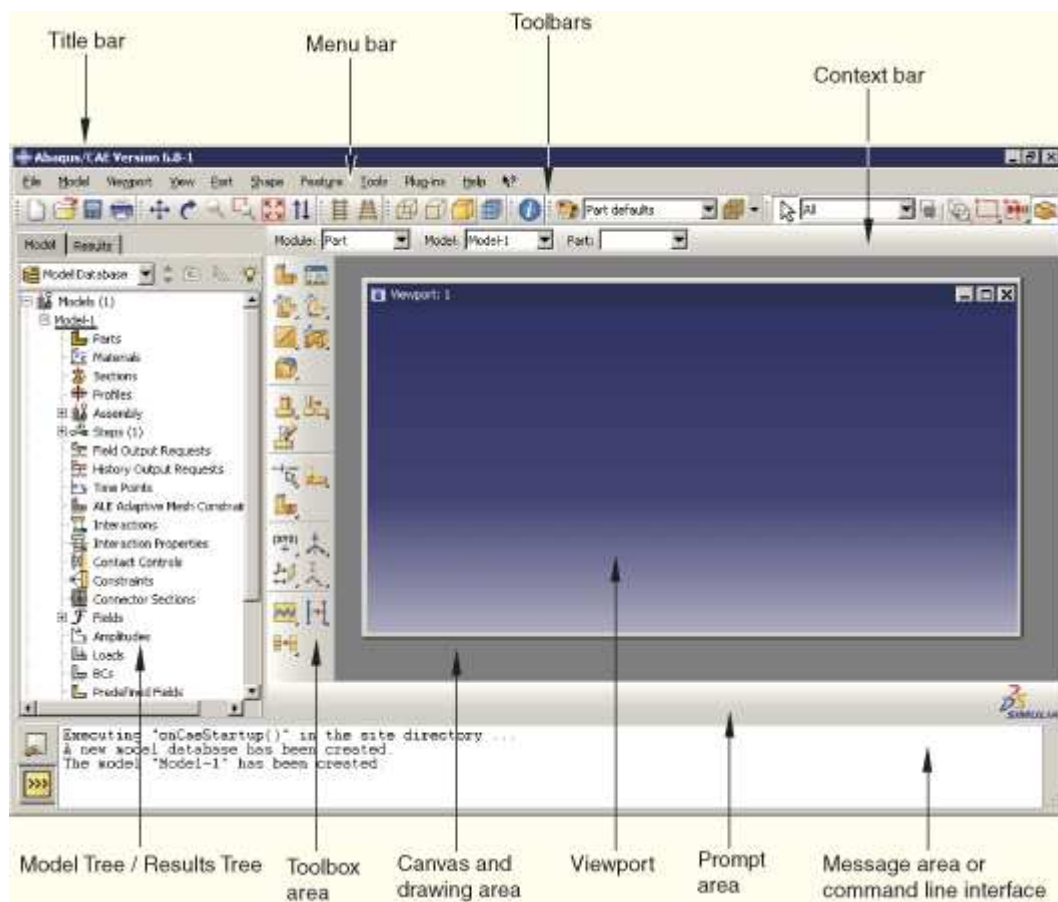 Toolbars
Title bar
Menu bar
Context bar
Abaqus/CAE Version 6.8-1
File Model Viewport View Part Shape Feature Tools Plug-ins Help
Part defaults All
Model Results Module: Part Model: Model-1 Part:
Model Database
Models (1)
Viewport: 1
Model-1
Parts
Materials
Sections
Profiles
Assembly
Steps (1)
Field Output Requests
History Output Requests
Time Points
ALE Adaptive Mesh Constrai
Interactions
Interaction Properties
Contact Controls
Constraints
Connector Sections
Fields
Amplitudes
Loads
BCs
Predefined Fields
SIMULIA
Executing "onCaeStartup()" in the site directory ...
A new model database has been created.
The model "Model-1" has been created
>>>
Model Tree / Results Tree
Toolbox
area
Canvas and
drawing area
Viewport
Prompt
area
Message area or
command line interface